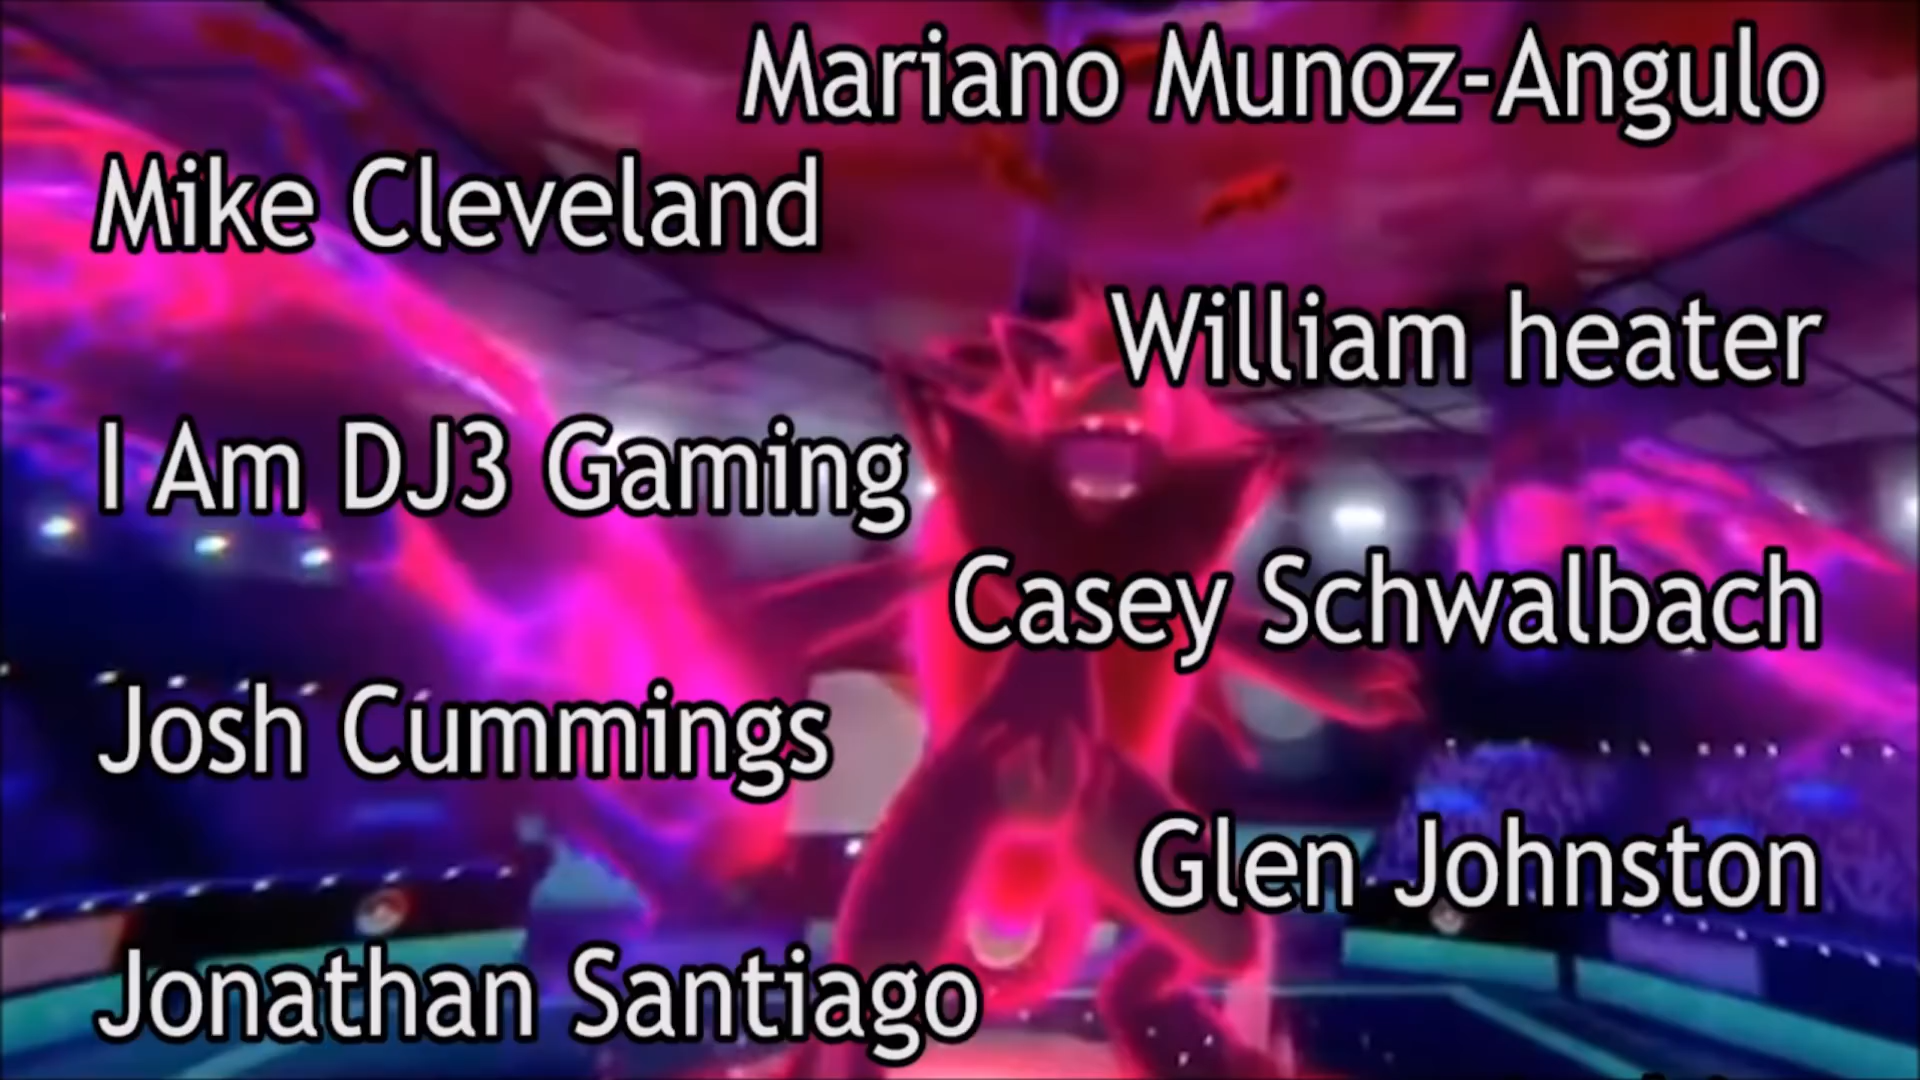 Mariano Munoz-Angulo
Mike Cleveland
William heater
I Am DJ3 Gaming
Casey Schwalbach
Josh Cummings
Glen Johnston
Jonathan Santiago